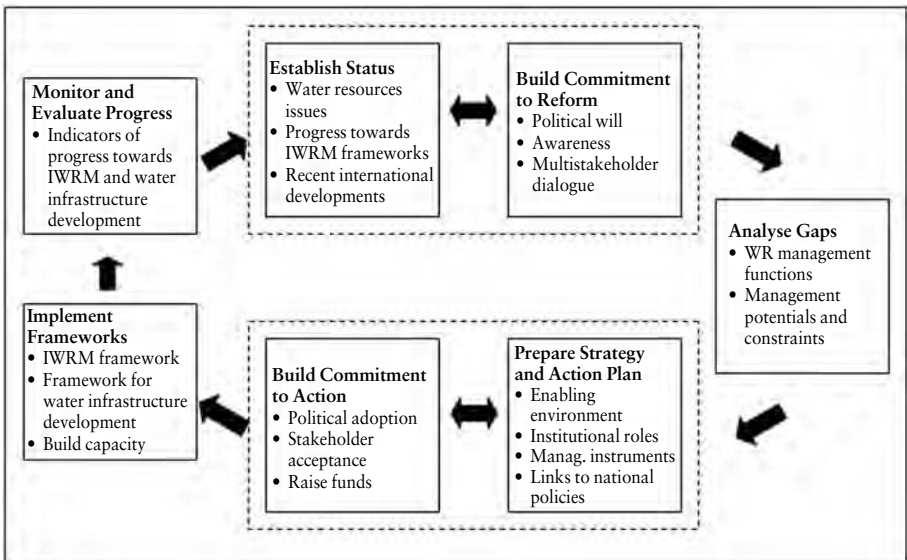 Establish Status
• Water resources
issues
• Progress towards
IWRM frameworks
• Recent international
developments
Build Commitment
to Reform
• Political will
• Awareness
• Multistakeholder
dialogue
Analyse Gaps
• WR management
functions
• Management
potentials and
constraints
Prepare Strategy
and Action Plan
• Enabling
environment
• Institutional roles
• Manag. instruments
• Links to national
policies
Build Commitment
to Action
• Political adoption
• Stakeholder
acceptance
• Raise funds
Implement
Frameworks
• IWRM framework
• Framework for
water infrastructure
development
• Build capacity
Monitor and
Evaluate Progress
• Indicators of
progress towards
IWRM and water
infrastructure
development